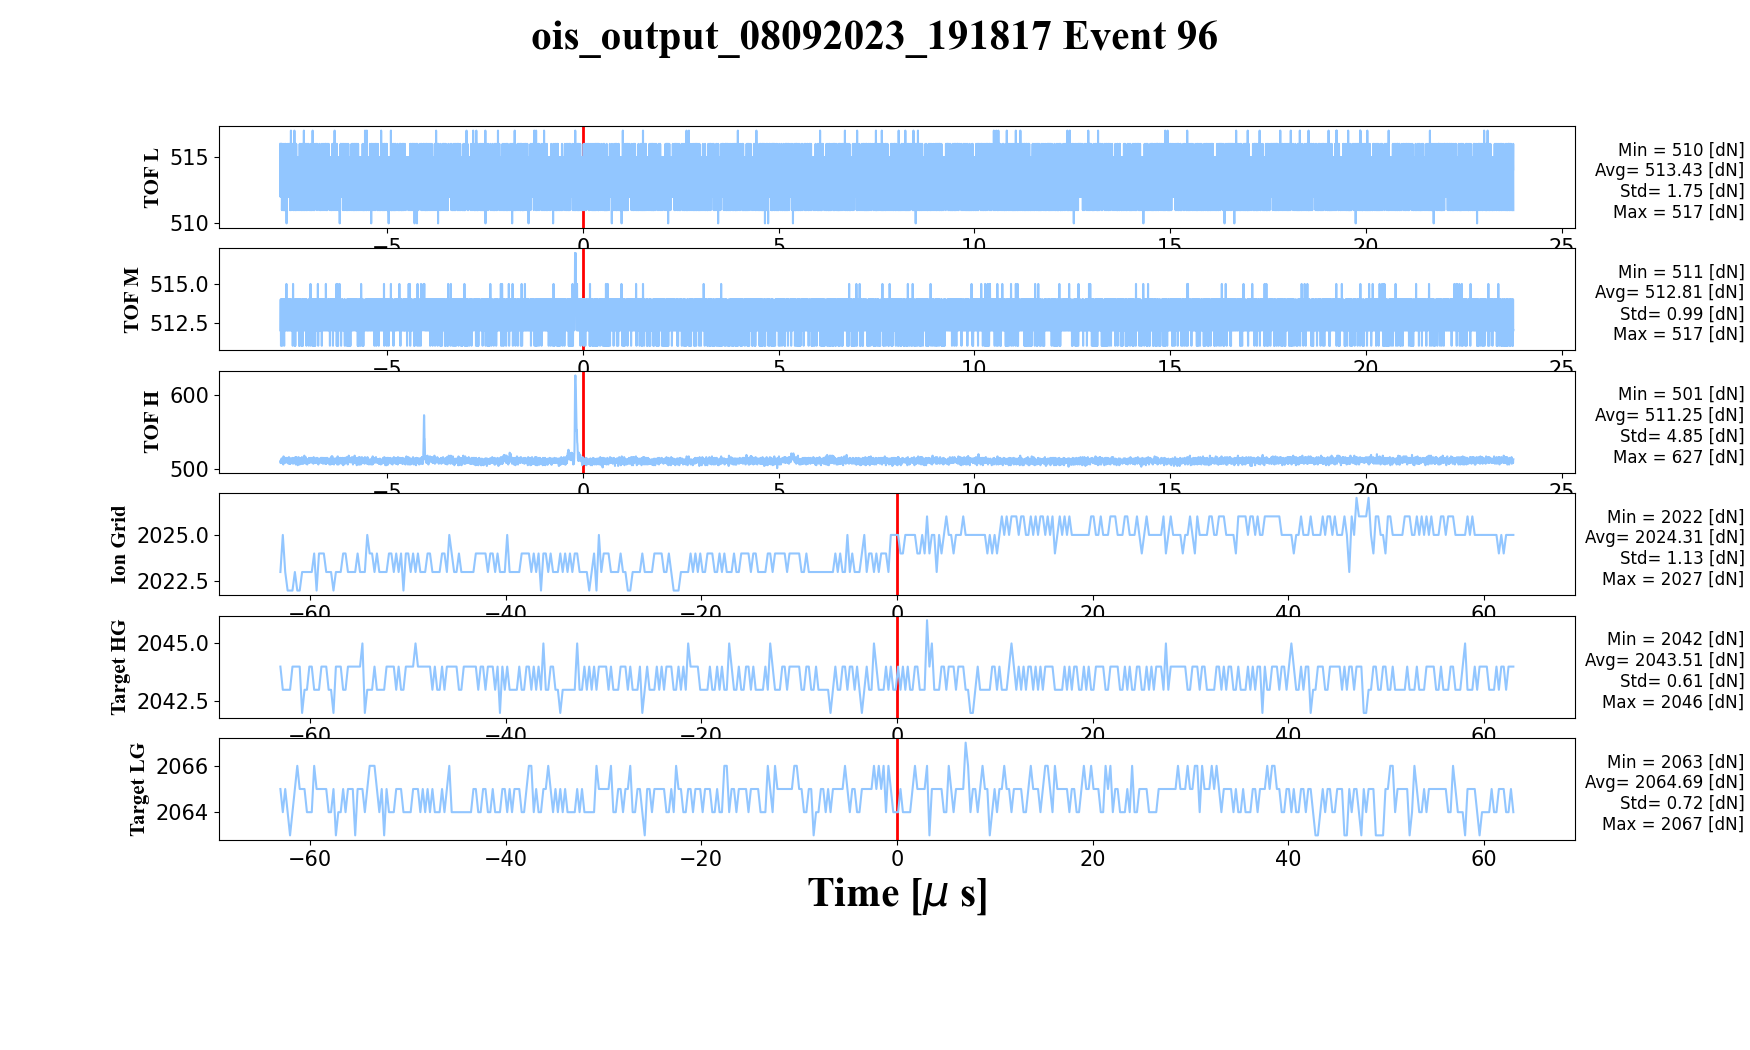 ois_output_08092023_191817 Event 96
TOF L
515
510
Min = 510 [dN]
Avg= 513.43 [dN]
Std= 1.75 [dN]
Max = 517 [dN]
−5 0 5 10 15 20 25
TOF M
515.0
512.5
Min = 511 [dN]
Avg= 512.81 [dN]
Std= 0.99 [dN]
Max = 517 [dN]
−5 0 5 10 15 20 25
TOF H
600
500
Min = 501 [dN]
Avg= 511.25 [dN]
Std= 4.85 [dN]
Max = 627 [dN]
−5 0 5 10 15 20 25
Ion Grid
2025.0
2022.5
Min = 2022 [dN]
Avg= 2024.31 [dN]
Std= 1.13 [dN]
Max = 2027 [dN]
−60 −40 −20 0 20 40 60
Target HG
2045.0
2042.5
Min = 2042 [dN]
Avg= 2043.51 [dN]
Std= 0.61 [dN]
Max = 2046 [dN]
−60 −40 −20 0 20 40 60
Target LG
2066
2064
Min = 2063 [dN]
Avg= 2064.69 [dN]
Std= 0.72 [dN]
Max = 2067 [dN]
−60 −40 −20 0 20 40 60
Time [μ s]